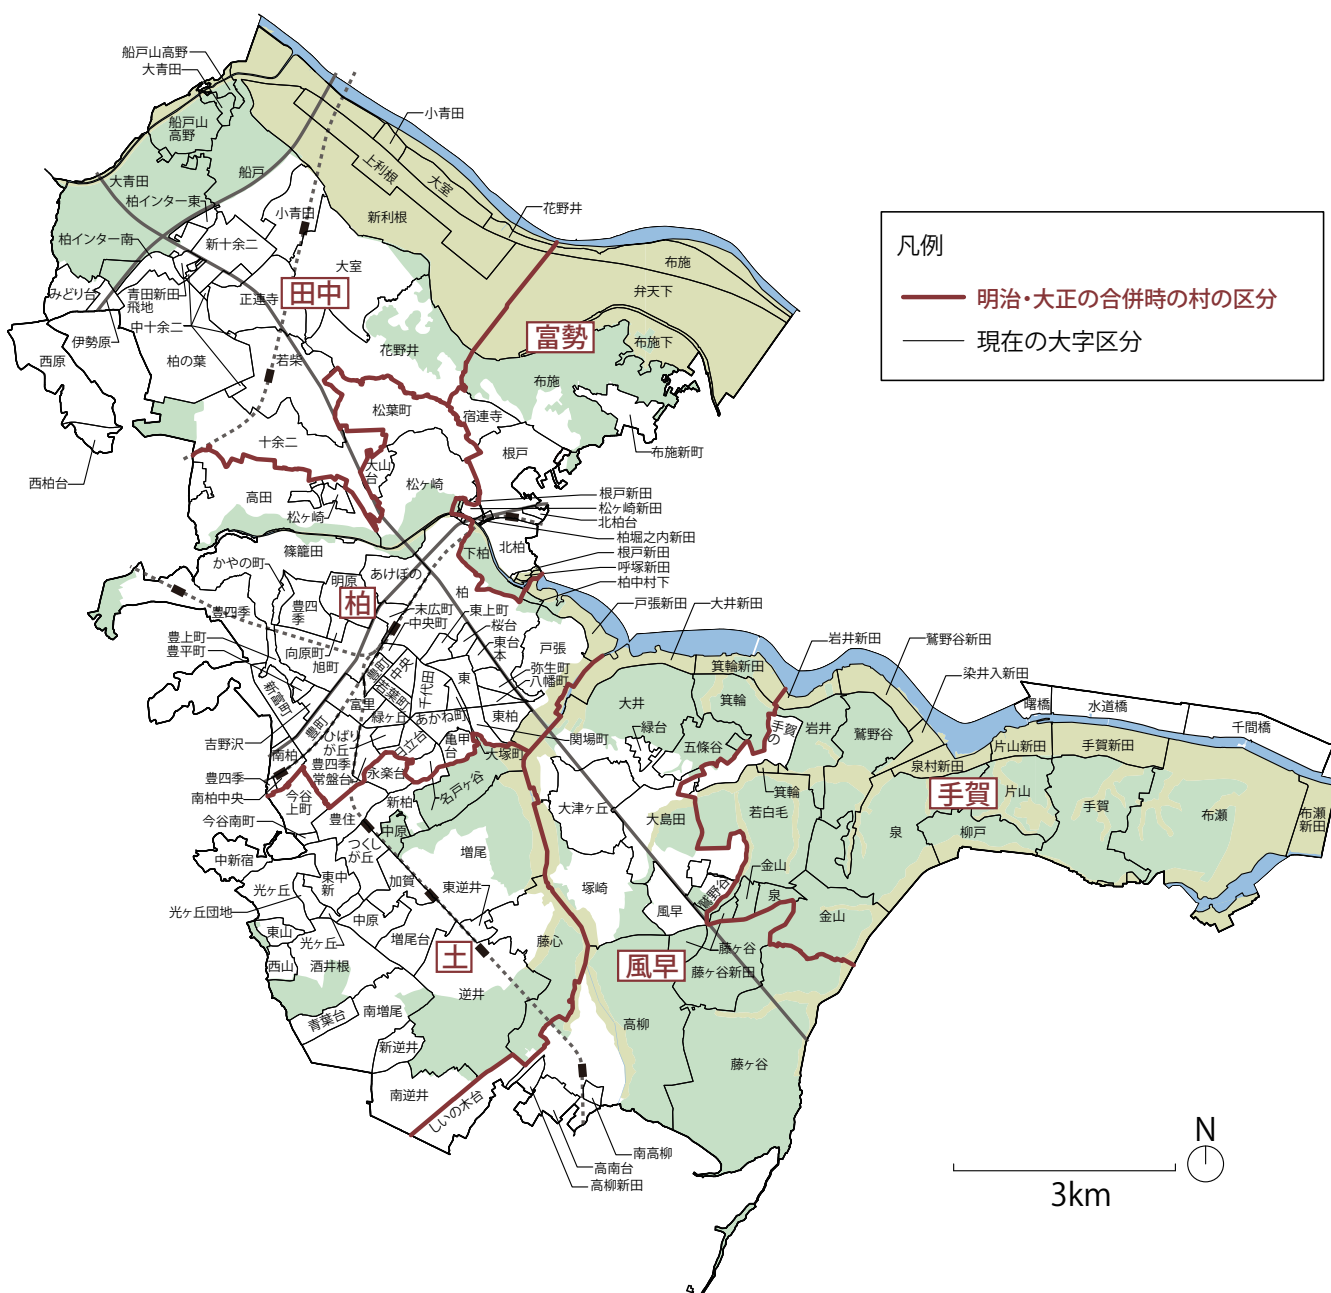 船戸山高野
大青田
船戸山
高野
小青田
上利根
大室
船戸
大青田
柏インター東
花野井
小青田
新利根
柏インター南
新十余二
大室
布施
弁天下
みどり台
青田新田
飛地
正連寺
田中
中十余二
伊勢原
富勢
布施下
西原
柏の葉
若柴
花野井
布施
松葉町
宿連寺
十余二
根戸
布施新町
西柏台
大山
台
松ケ崎
高田
松ケ崎
根戸新田
松ケ崎新田
北柏台
柏堀之内新田
根戸新田
呼塚新田
柏中村下
北柏
下柏
篠籠田
かやの町
明原
あけぼの
柏
柏
豊四季
豊四
季
末広町
中央町
東上町
桜台
東台
本
戸張
戸張新田
大井新田
岩井新田
鷲野谷新田
染井入新田
豊上町
豊平町
向原町
旭町
豊町
中央
若葉町
千代田
東
弥生町
八幡町
箕輪新田
大井
箕輪
新富町
富里
緑ヶ丘
あかね町
東柏
緑台
五條谷
手賀の
岩井
鷲野谷
曙橋
水道橋
千間橋
吉野沢
豊町
ひばり
が丘
日立台
亀甲
台
大塚町
関場町
片山新田
手賀新田
南柏
豊四季
豊四季
常盤台
永楽台
泉村新田
南柏中央
今谷
上町
新柏
名戸ヶ谷
箕輪
手賀
片山
今谷南町
豊住
中原
大津ヶ丘
大島田
若白毛
泉
柳戸
手賀
布瀬
布瀬
新田
中新宿
つくし
が丘
増尾
光ヶ丘
東中
新
加賀
東逆井
塚崎
鷲野谷
金山
泉
光ヶ丘団地
中原
風早
金山
東山
光ヶ丘
増尾台
土
藤心
藤ヶ谷
西山
酒井根
風早
藤ヶ谷新田
逆井
青葉台
南増尾
高柳
新逆井
藤ヶ谷
南逆井
しいの木台
南高柳
高南台
高柳新田
凡例
明治・大正の合併時の村の区分
現在の大字区分
N
3km